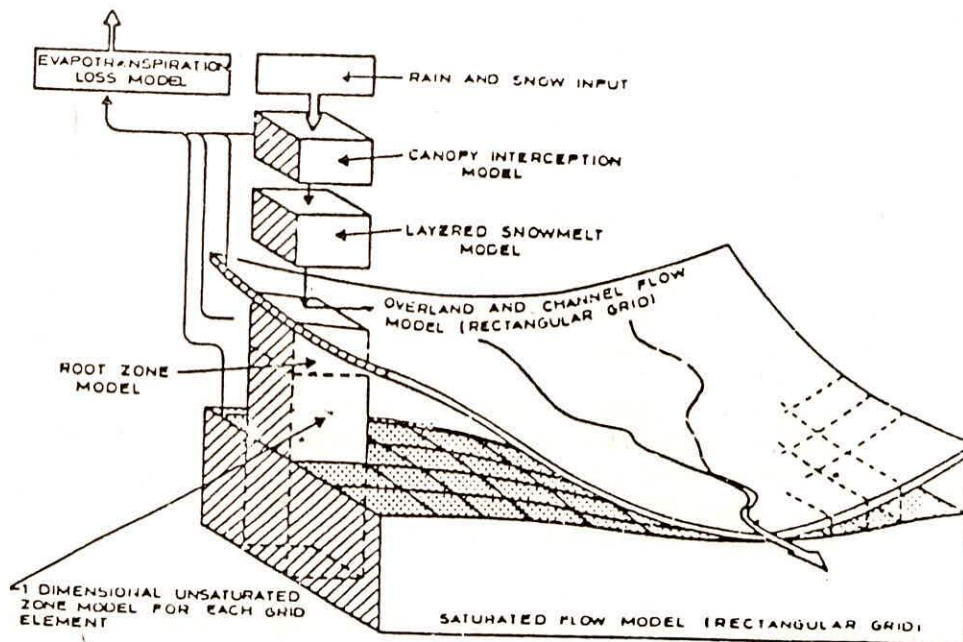 EVAPOTRANSPIRATION
LOSS MODEL
RAIN AND SNOW INPUT
CANOPY INTERCEPTION
MODEL
LAYERED SNOWMELT
MODEL
OVERLAND AND CHANNEL FLOW
MODEL (RECTANGULAR GRID)
ROOT ZONE
MODEL
1 DIMENSIONAL UNSATURATED
ZONE MODEL FOR EACH GRID
ELEMENT
SATURATED FLOW MODEL (RECTANGULAR GRID)